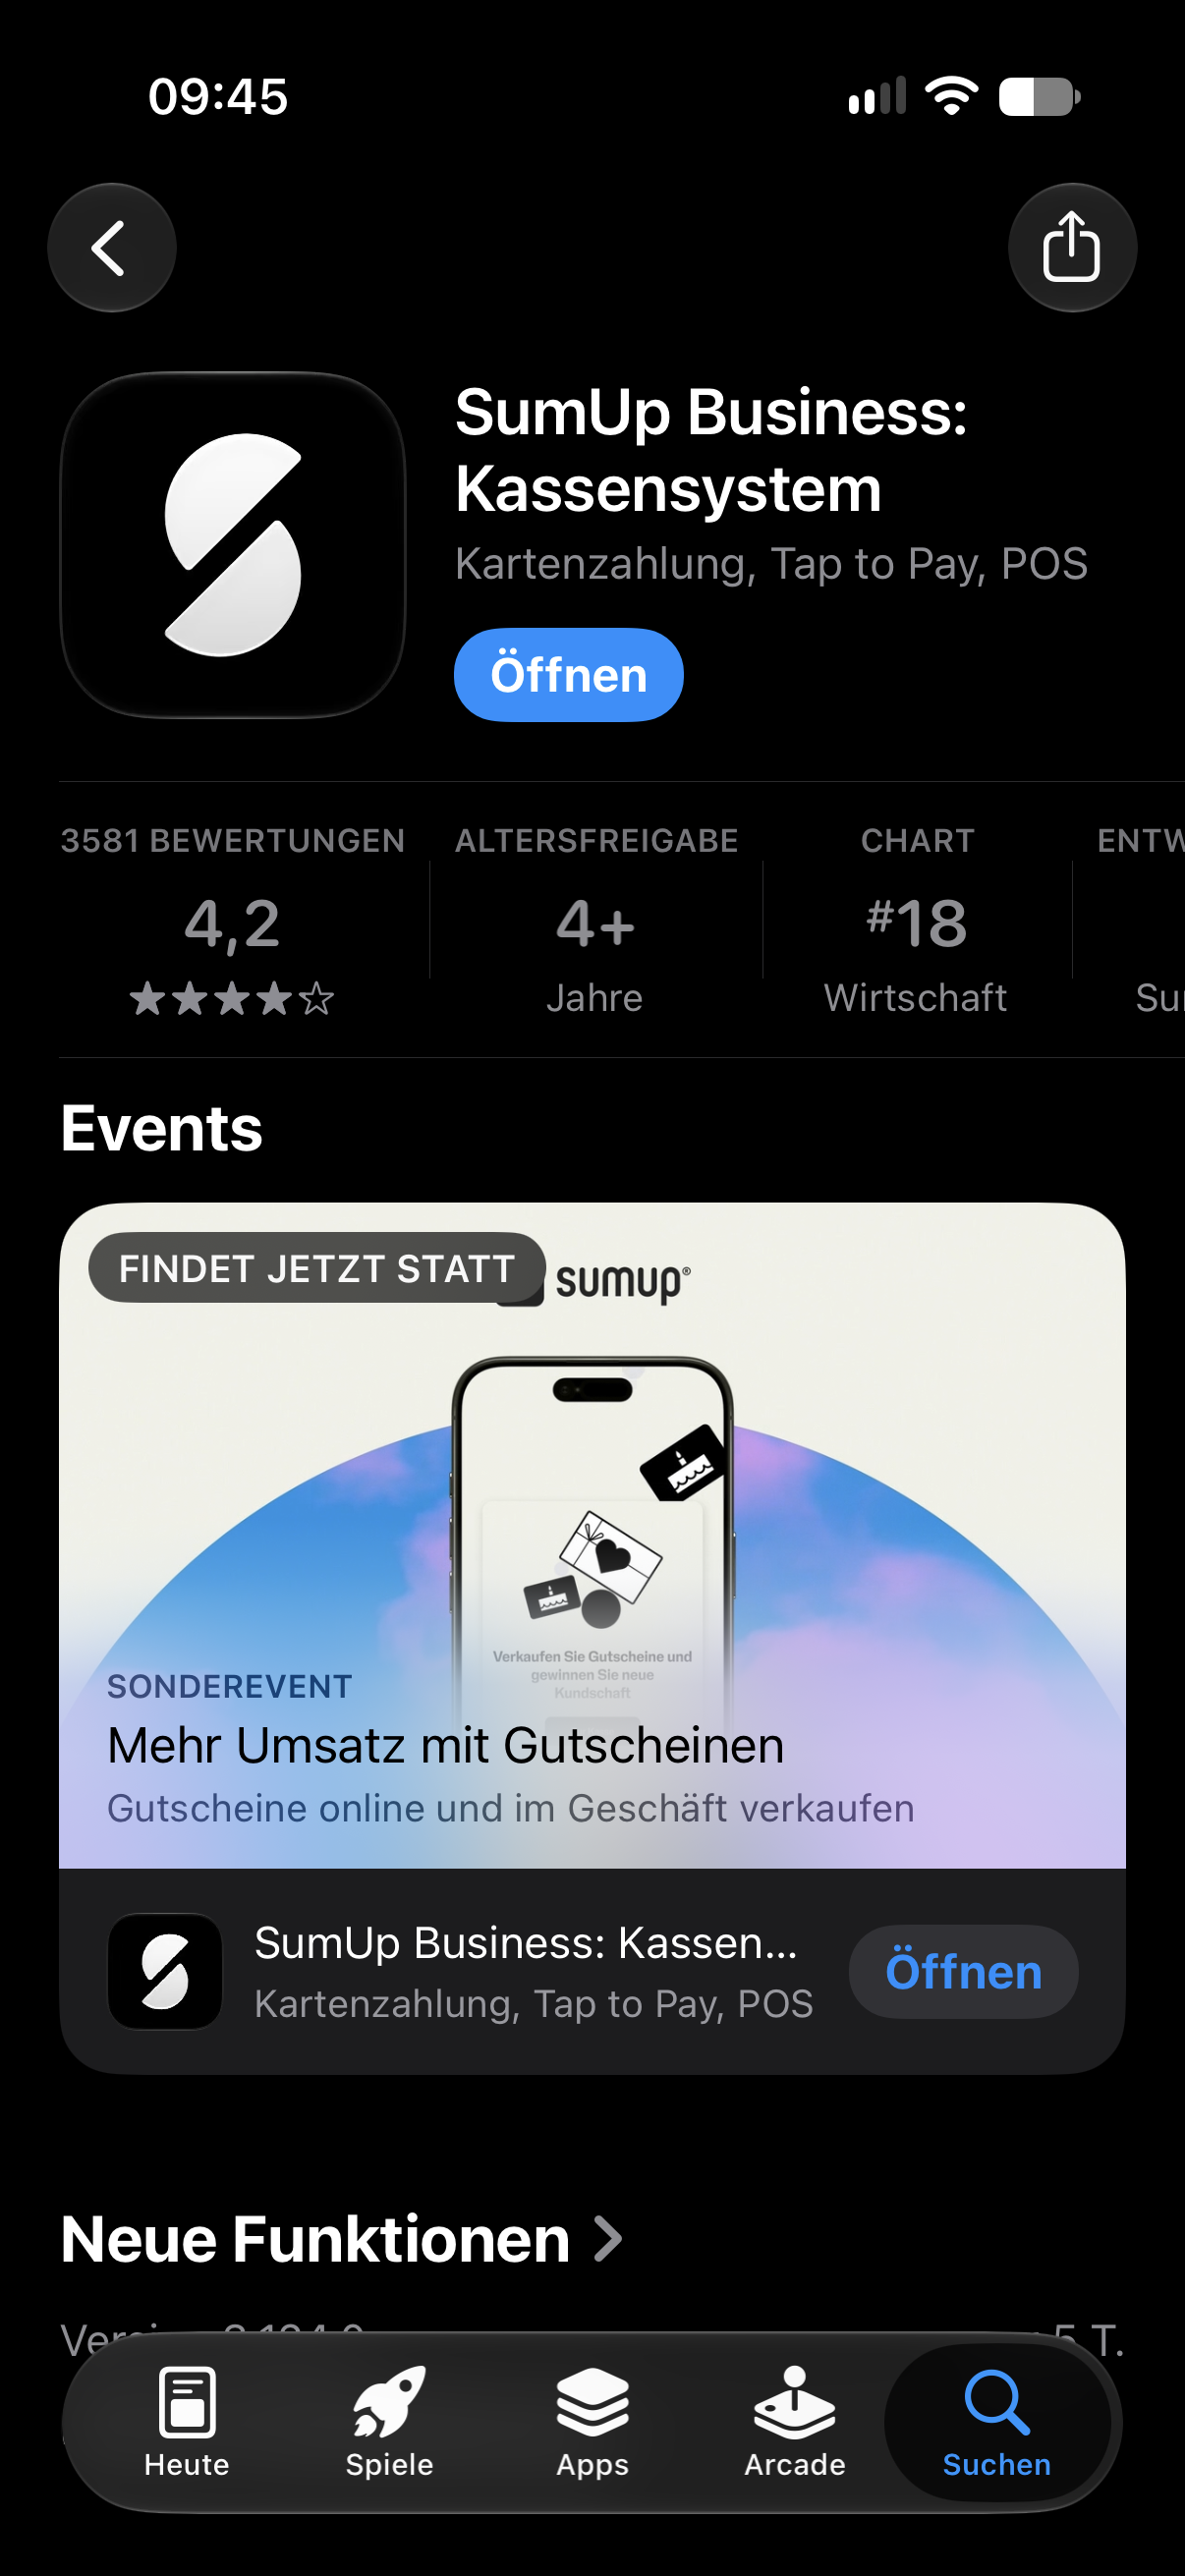 09:45
SumUp Business:
Kassensystem
Kartenzahlung, Tap to Pay, POS
Öffnen
3581 BEWERTUNGEN
4,2
ALTERSFREIGABE
4+
Jahre
CHART
#18
Wirtschaft
ENTW
Su
Events
FINDET JETZT STATT
sumup®
Verkaufen Sie Gutscheine und
gewinnen Sie neue
Kundschaft
SONDEREVENT
Mehr Umsatz mit Gutscheinen
Gutscheine online und im Geschäft verkaufen
SumUp Business: Kassen...
Kartenzahlung, Tap to Pay, POS
Öffnen
Neue Funktionen
5 T.
Heute
Spiele
Apps
Arcade
Suchen